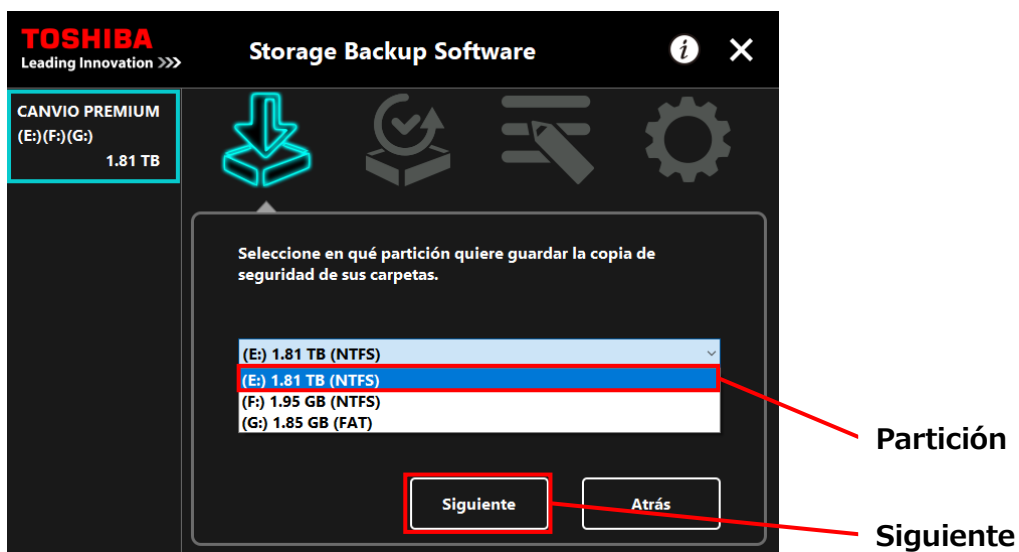 TOSHIBA
Leading Innovation >>>
Storage Backup Software
i
CANVIO PREMIUM
(E:)(F:)(G:)
1.81 TB
Seleccione en qué partición quiere guardar la copia de
seguridad de sus carpetas.
(E:) 1.81 TB (NTFS)
(E:) 1.81 TB (NTFS)
(F:) 1.95 GB (NTFS)
(G:) 1.85 GB (FAT)
Partición
Siguiente
Atrás
Siguiente